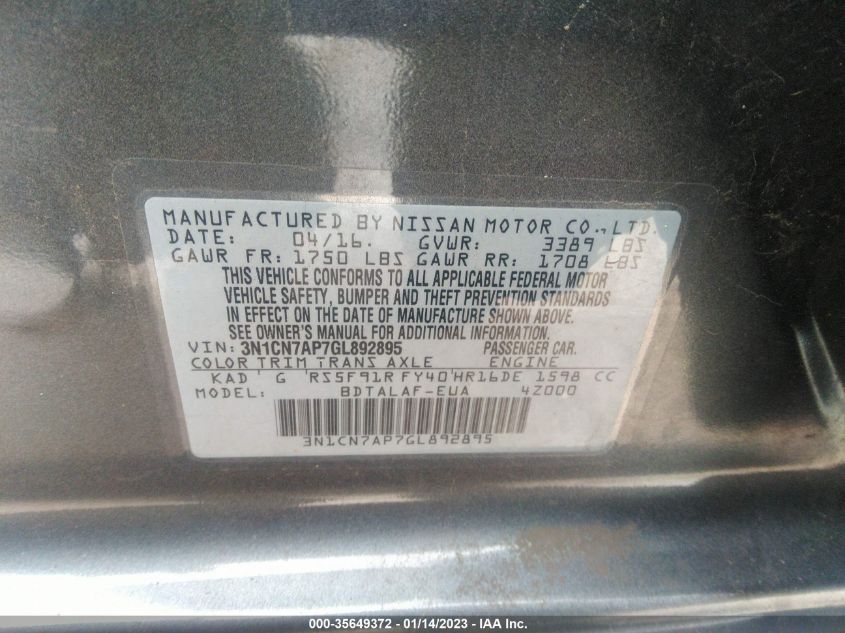 MANUFACTURED BY NISSAN MOTOR CO., LTD.
DATE: 04/16. GVWR: 3389 LBS
GAWR FR: 1750 LBS GAWR RR: 1708 LBS
THIS VEHICLE CONFORMS TO ALL APPLICABLE FEDERAL MOTOR
VEHICLE SAFETY, BUMPER AND THEFT PREVENTION STANDARDS
IN EFFECT ON THE DATE OF MANUFACTURE SHOWN ABOVE.
SEE OWNER'S MANUAL FOR ADDITIONAL INFORMATION.
VIN: 3N1CN7AP7GL892895 PASSENGER CAR.
COLOR TRIM TRANS AXLE ENGINE
KAD G RS5F91R FY40 HR16DE 1598 CC
MODEL: BDTALAF-EUA 4Z000
3N1CN7AP7GL892895
000-35649372 - 01/14/2023 - IAA Inc.